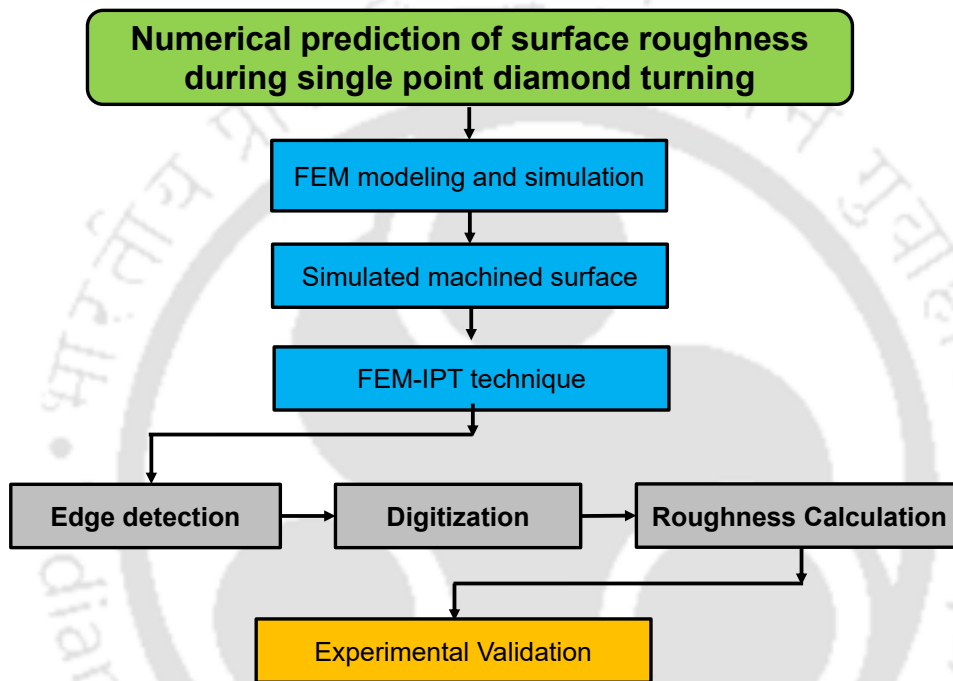 Numerical prediction of surface roughness
during single point diamond turning
FEM modeling and simulation
Simulated machined surface
FEM-IPT technique
Edge detection
Digitization
Roughness Calculation
Experimental Validation